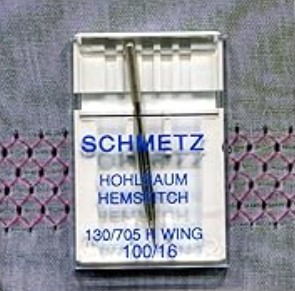 SCHMETZ
HOHLSAUM
HEMSTITCH
130/705 H WING
100/16